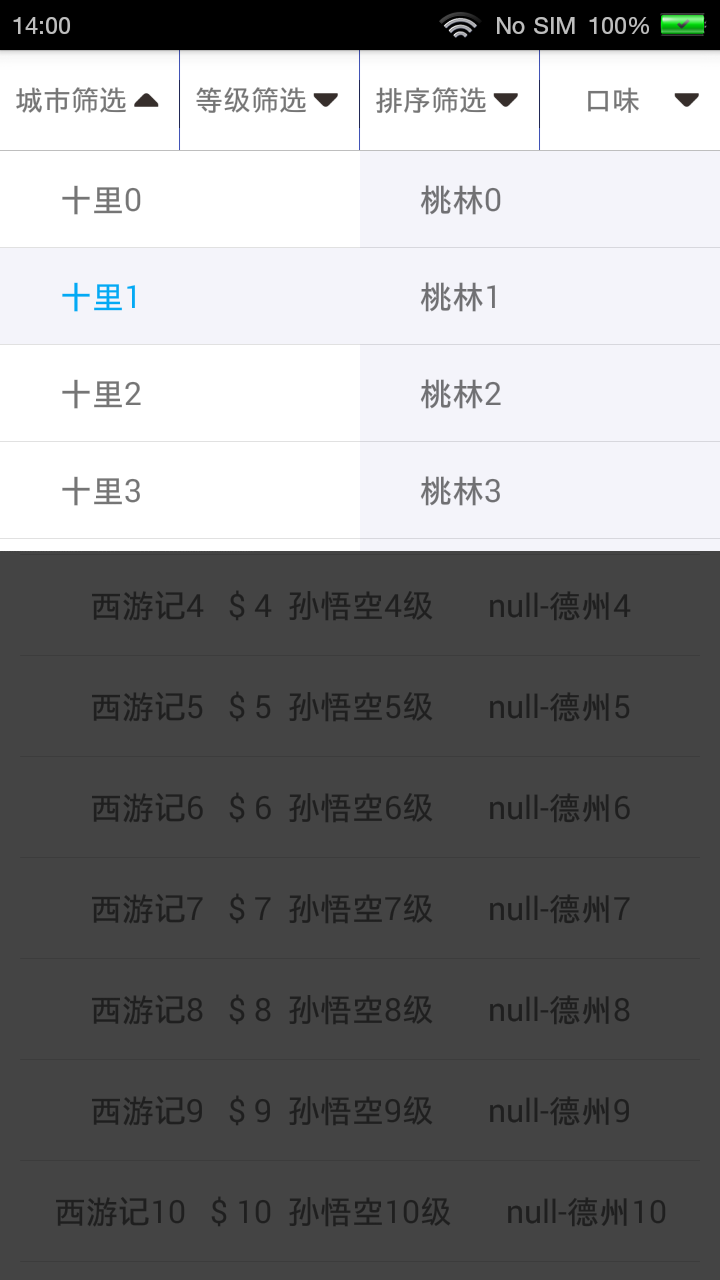 14:00 No SIM 100%
城市筛选 等级筛选 排序筛选 口味
十里0 桃林0
十里1 桃林1
十里2 桃林2
十里3 桃林3
西游记4 $ 4 孙悟空4级 null-德州4
西游记5 $ 5 孙悟空5级 null-德州5
西游记6 $ 6 孙悟空6级 null-德州6
西游记7 $ 7 孙悟空7级 null-德州7
西游记8 $ 8 孙悟空8级 null-德州8
西游记9 $ 9 孙悟空9级 null-德州9
西游记10 $ 10 孙悟空10级 null-德州10